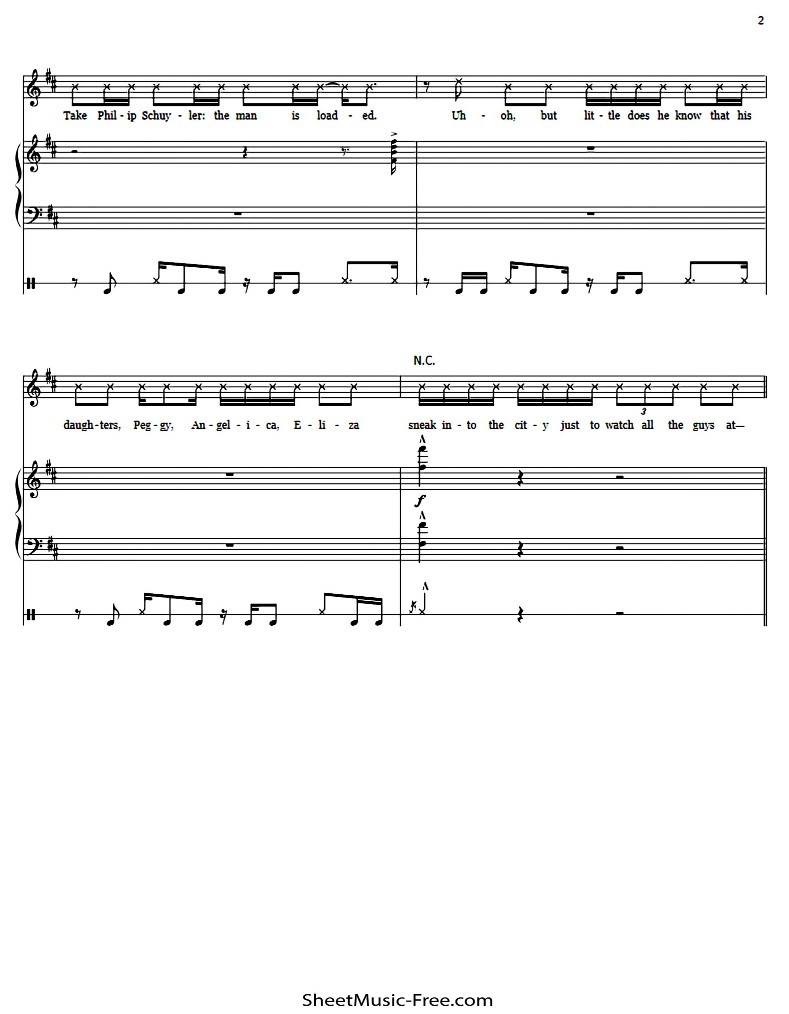 2
Take Phil - ip Schuy - ler: the man is load - ed. Uh - oh, but lit - tle does he know that his
N.C.
daugh-ters, Peg - gy, An - gel - i - ca, E - li - za sneak in - to the cit - y just to watch all the guys at—
3
f
SheetMusic-Free.com